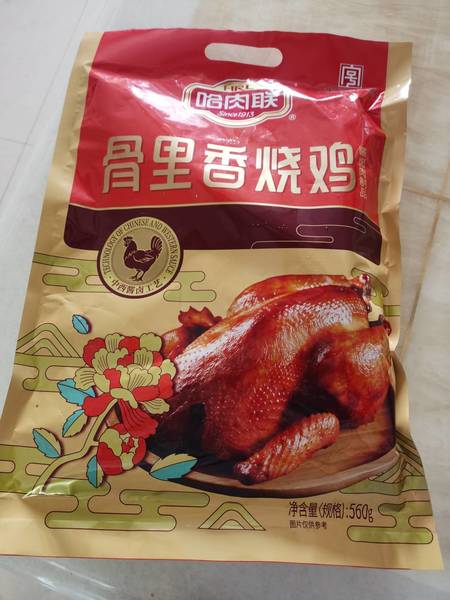 HRL
哈肉联
Since1913
®
骨里香烧鸡
TECHNOLOGY OF CHINESE AND WESTERN SAUCE
中西酱卤工艺
净含量(规格):560g
图片仅供参考